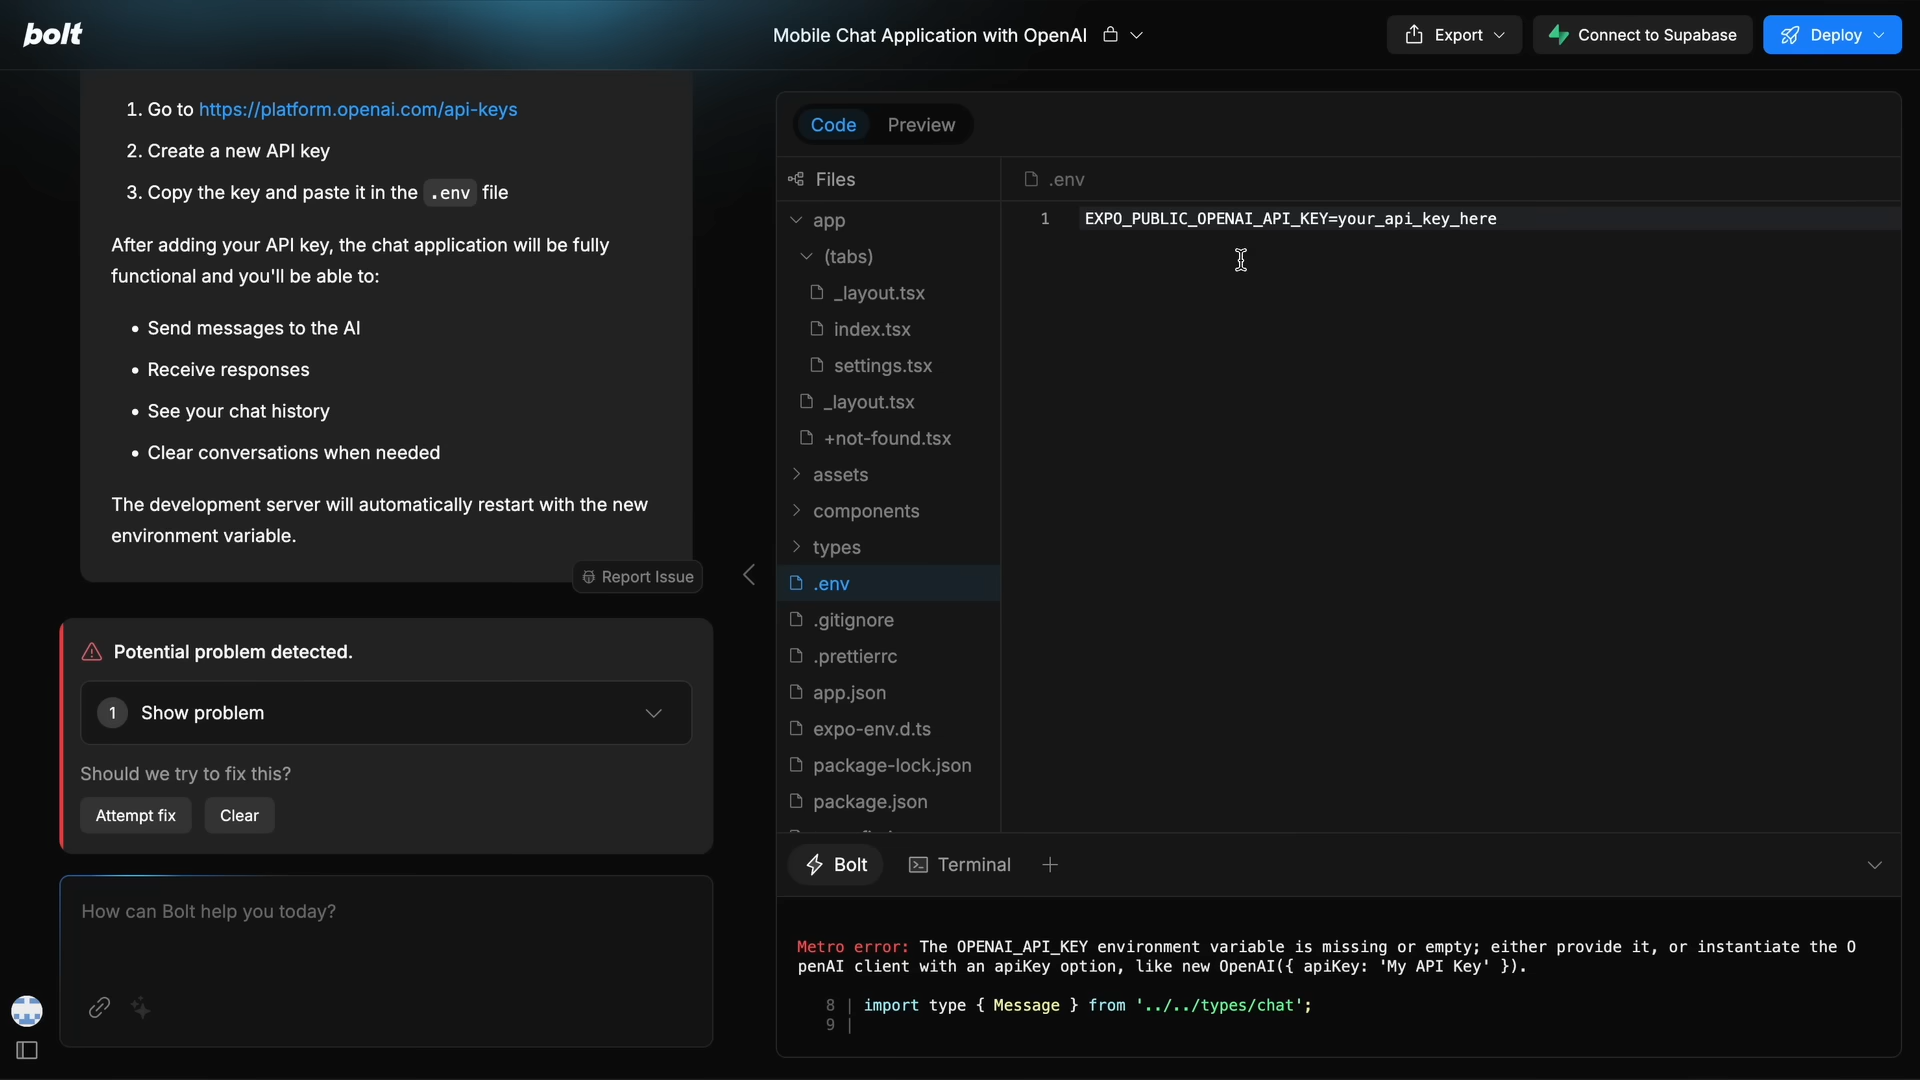 bolt
Mobile Chat Application with OpenAI
Export
Connect to Supabase
Deploy
1. Go to https://platform.openai.com/api-keys
2. Create a new API key
3. Copy the key and paste it in the .env file
After adding your API key, the chat application will be fully
functional and you'll be able to:
• Send messages to the AI
• Receive responses
• See your chat history
• Clear conversations when needed
The development server will automatically restart with the new
environment variable.
Report Issue
Potential problem detected.
1 Show problem
Should we try to fix this?
Attempt fix
Clear
How can Bolt help you today?
Code
Preview
Files
app
(tabs)
_layout.tsx
index.tsx
settings.tsx
_layout.tsx
+not-found.tsx
assets
components
types
.env
.gitignore
.prettierrc
app.json
expo-env.d.ts
package-lock.json
package.json
.env
1 EXPO_PUBLIC_OPENAI_API_KEY=your_api_key_here
Bolt
Terminal
Metro error: The OPENAI_API_KEY environment variable is missing or empty; either provide it, or instantiate the O
penAI client with an apiKey option, like new OpenAI({ apiKey: 'My API Key' }).
8 | import type { Message } from '../../types/chat';
9 |